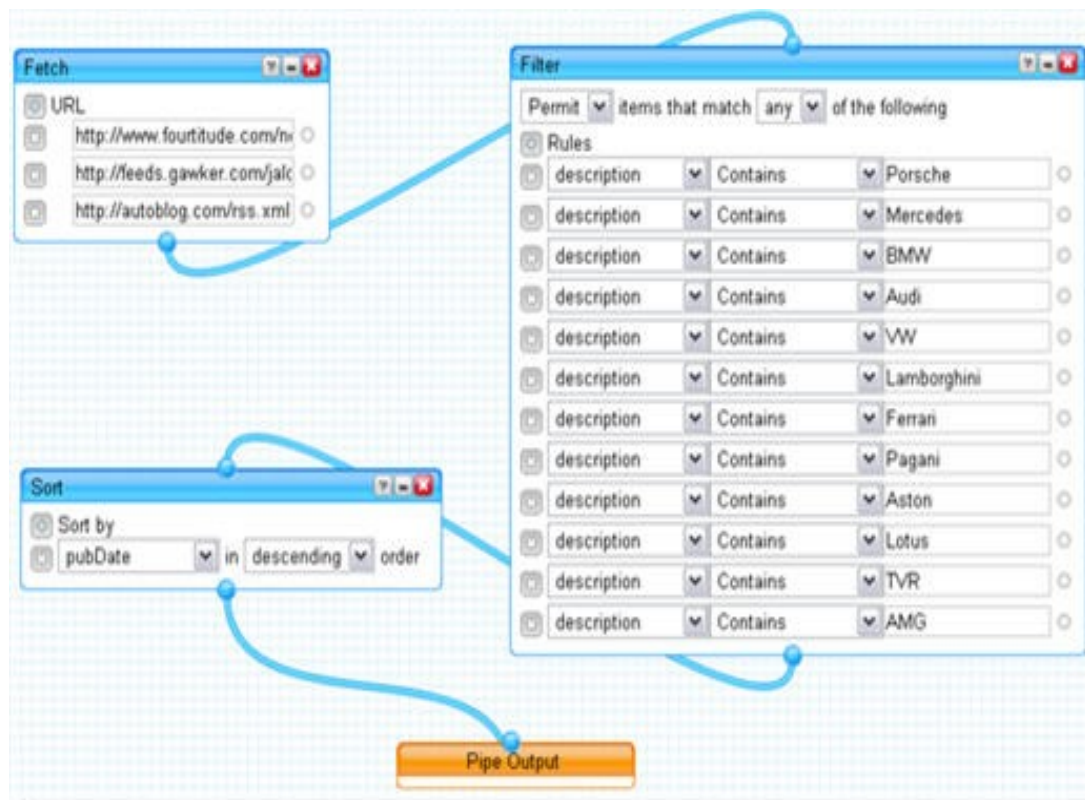 Fetch
URL
http://www.fourtitude.com/n
http://feeds.gawker.com/jalo
http://autoblog.com/rss.xml
Filter
Permit items that match any of the following
Rules
description Contains Porsche
description Contains Mercedes
description Contains BMW
description Contains Audi
description Contains VW
description Contains Lamborghini
description Contains Ferrari
description Contains Pagani
description Contains Aston
description Contains Lotus
description Contains TVR
description Contains AMG
Sort
Sort by
pubDate in descending order
Pipe Output